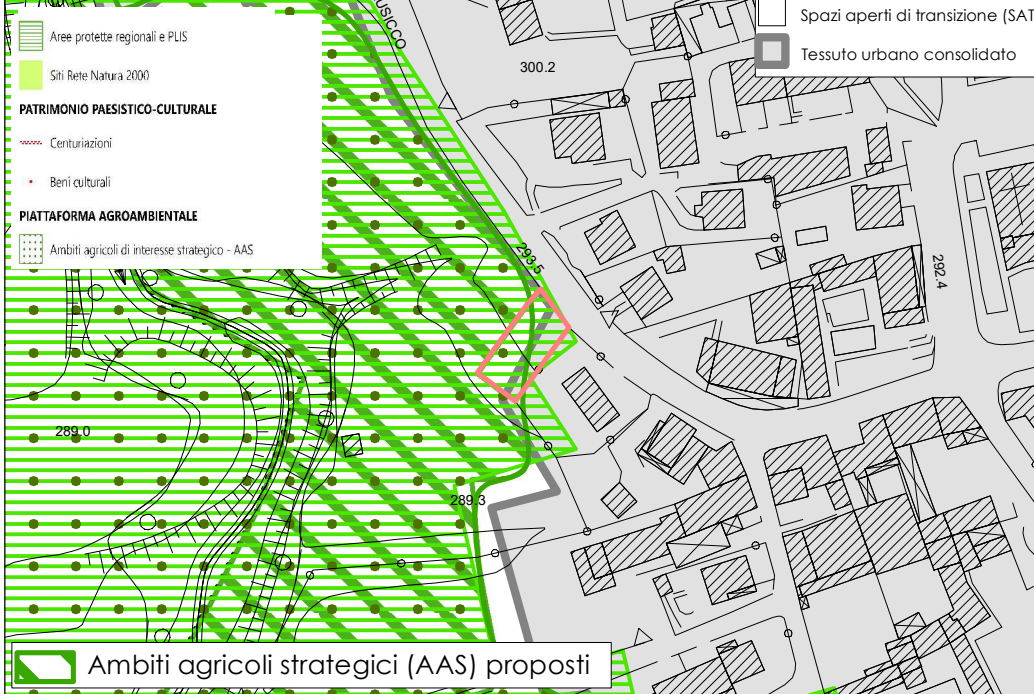 Aree protette regionali e PLIS
Siti Rete Natura 2000
PATRIMONIO PAESISTICO-CULTURALE
Centuriazioni
Beni culturali
PIATTAFORMA AGROAMBIENTALE
Ambiti agricoli di interesse strategico - AAS
USICCO
300.2
Spazi aperti di transizione (SAT
Tessuto urbano consolidato
293.5
292.4
289.0
289.3
Ambiti agricoli strategici (AAS) proposti